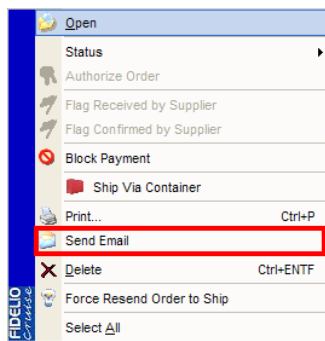 Open
Status
Authorize Order
Flag Received by Supplier
Flag Confirmed by Supplier
Block Payment
Ship Via Container
Print... Ctrl+P
Send Email
Delete Ctrl+ENTF
Force Resend Order to Ship
Select All
FIDELIO
Cruise